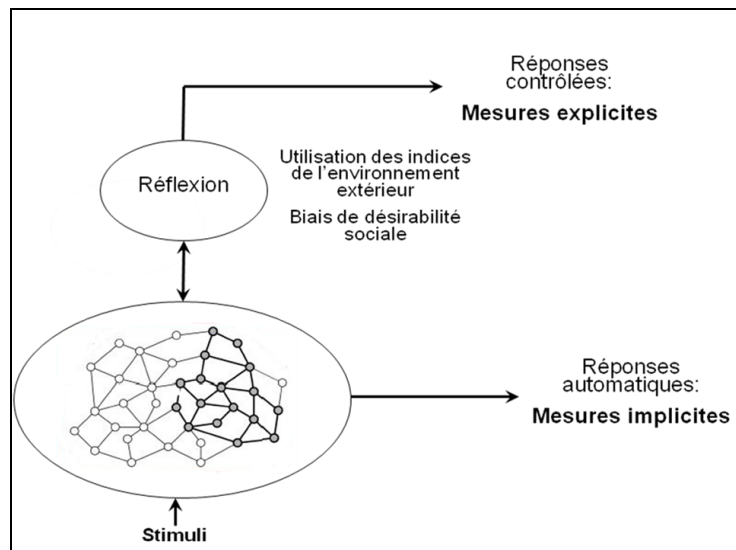 Réponses
contrôlées:
Mesures explicites
Réflexion
Utilisation des indices
de l'environnement
extérieur
Biais de désirabilité
sociale
Réponses
automatiques:
Mesures implicites
Stimuli